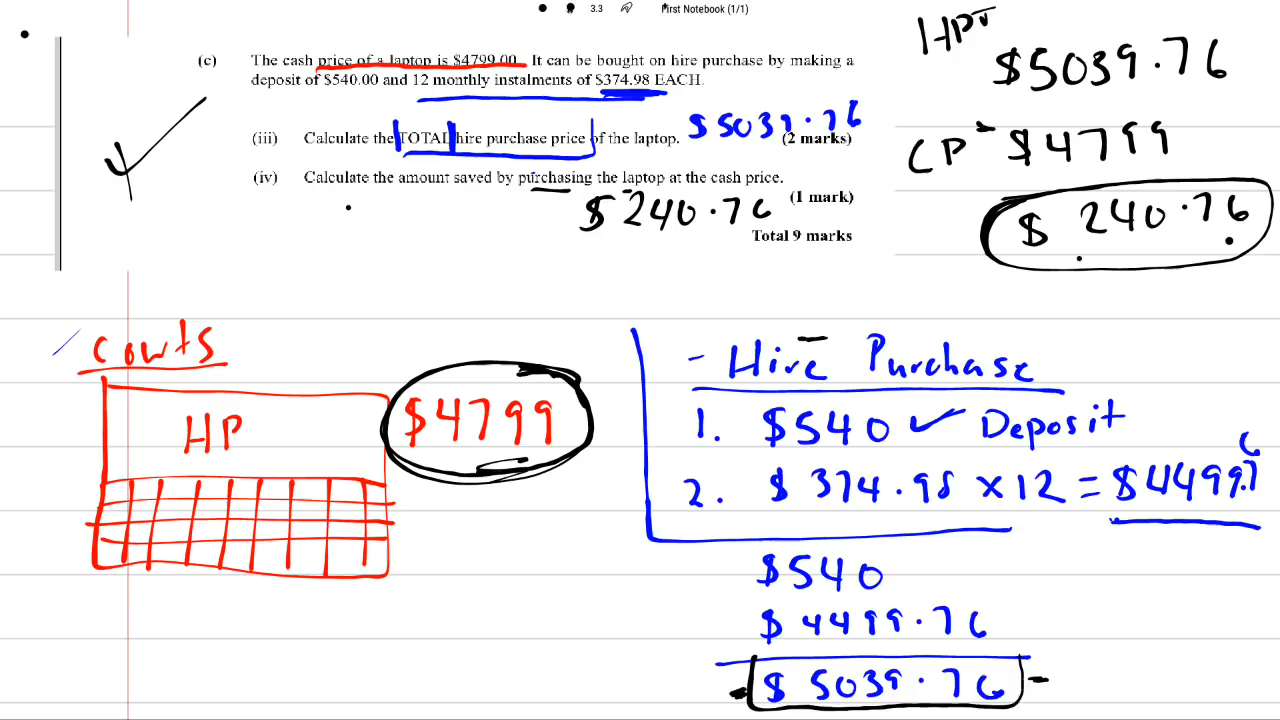 3.3 First Notebook (1/1)
(c) The cash price of a laptop is $4799.00. It can be bought on hire purchase by making a
deposit of $540.00 and 12 monthly instalments of $374.98 EACH.
(iii) Calculate the TOTAL hire purchase price of the laptop. $5039.76
(2 marks)
(iv) Calculate the amount saved by purchasing the laptop at the cash price.
$240.76 (1 mark)
Total 9 marks
HP
$5039.76
CP $4799
$ 240.76
Courts
HP
$4799
- Hire Purchase
1. $540 ✓ Deposit
2. $374.98 x 12 = $4499.76
$540
$4499.76
$5039.76